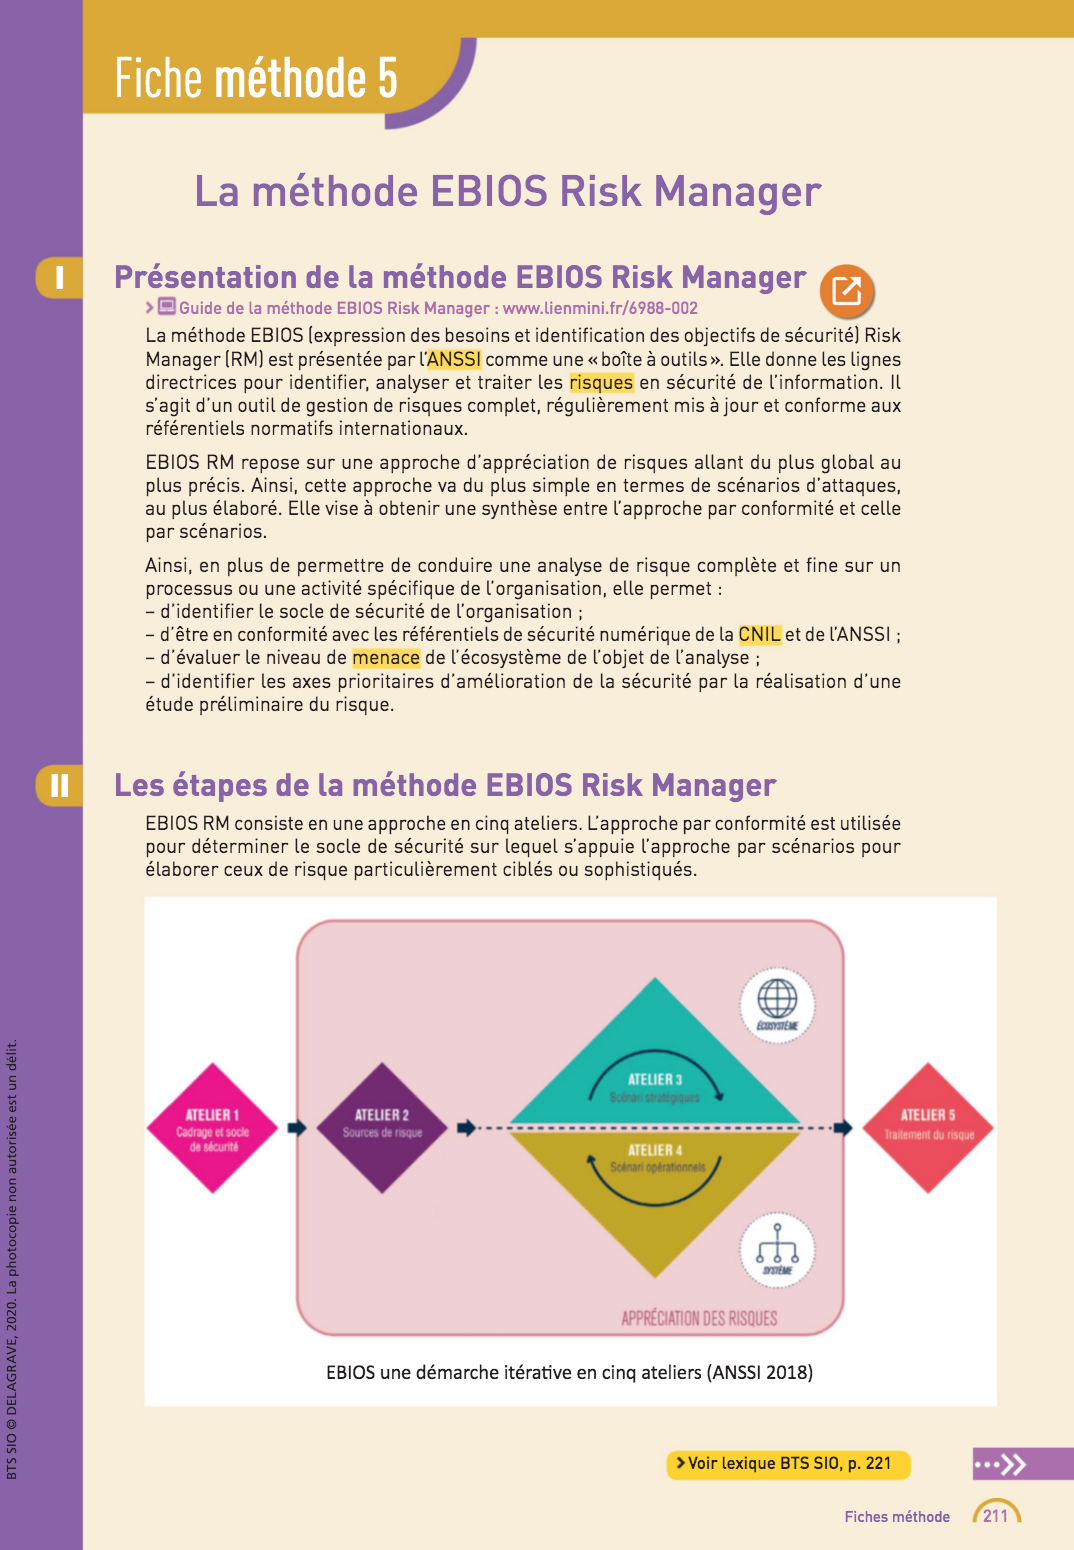 Fiche méthode 5
La méthode EBIOS Risk Manager
I
Présentation de la méthode EBIOS Risk Manager
Guide de la méthode EBIOS Risk Manager : www.lienmini.fr/6988-002
La méthode EBIOS (expression des besoins et identification des objectifs de sécurité) Risk
Manager (RM) est présentée par l'ANSSI comme une « boîte à outils ». Elle donne les lignes
directrices pour identifier, analyser et traiter les risques en sécurité de l'information. Il
s'agit d'un outil de gestion de risques complet, régulièrement mis à jour et conforme aux
référentiels normatifs internationaux.
EBIOS RM repose sur une approche d'appréciation de risques allant du plus global au
plus précis. Ainsi, cette approche va du plus simple en termes de scénarios d'attaques,
au plus élaboré. Elle vise à obtenir une synthèse entre l'approche par conformité et celle
par scénarios.
Ainsi, en plus de permettre de conduire une analyse de risque complète et fine sur un
processus ou une activité spécifique de l'organisation, elle permet :
– d'identifier le socle de sécurité de l'organisation ;
– d'être en conformité avec les référentiels de sécurité numérique de la CNIL et de l'ANSSI ;
– d'évaluer le niveau de menace de l'écosystème de l'objet de l'analyse ;
– d'identifier les axes prioritaires d'amélioration de la sécurité par la réalisation d'une
étude préliminaire du risque.
II
Les étapes de la méthode EBIOS Risk Manager
EBIOS RM consiste en une approche en cinq ateliers. L'approche par conformité est utilisée
pour déterminer le socle de sécurité sur lequel s'appuie l'approche par scénarios pour
élaborer ceux de risque particulièrement ciblés ou sophistiqués.
ÉCOSYSTÈME
ATELIER 1
Cadrage et socle
de sécurité
ATELIER 2
Sources de risque
ATELIER 3
Scénari stratégiques
ATELIER 4
Scénari opérationnels
ATELIER 5
Traitement du risque
SYSTÈME
APPRÉCIATION DES RISQUES
EBIOS une démarche itérative en cinq ateliers (ANSSI 2018)
BTS SIO © DELAGRAVE, 2020. La photocopie non autorisée est un délit.
Voir lexique BTS SIO, p. 221
Fiches méthode 211